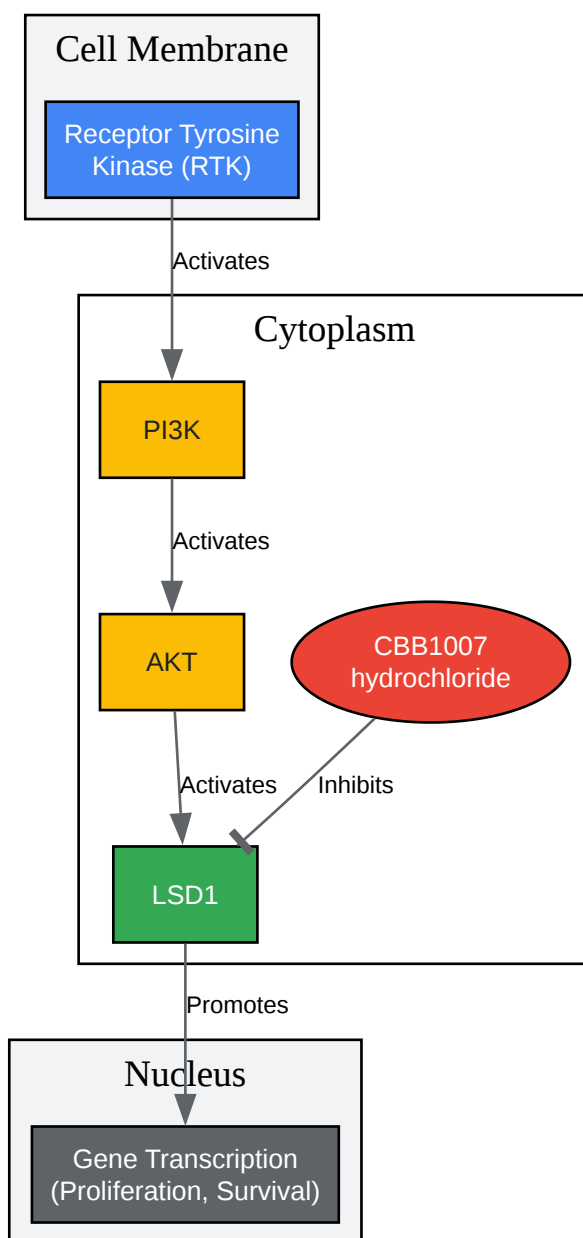 Cell Membrane
Receptor Tyrosine
Kinase (RTK)
Activates
Cytoplasm
PI3K
Activates
AKT
CBB1007
hydrochloride
Activates
Inhibits
LSD1
Promotes
Nucleus
Gene Transcription
(Proliferation, Survival)